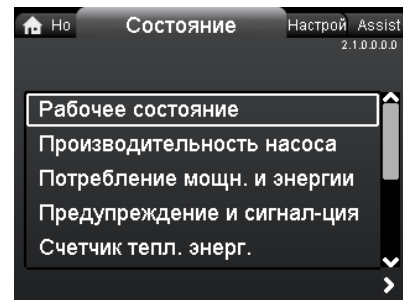 Но Состояние Настрой Assist
2.1.0.0.0.0
Рабочее состояние
Производительность насоса
Потребление мощн. и энергии
Предупреждение и сигнал-ция
Счетчик тепл. энерг.